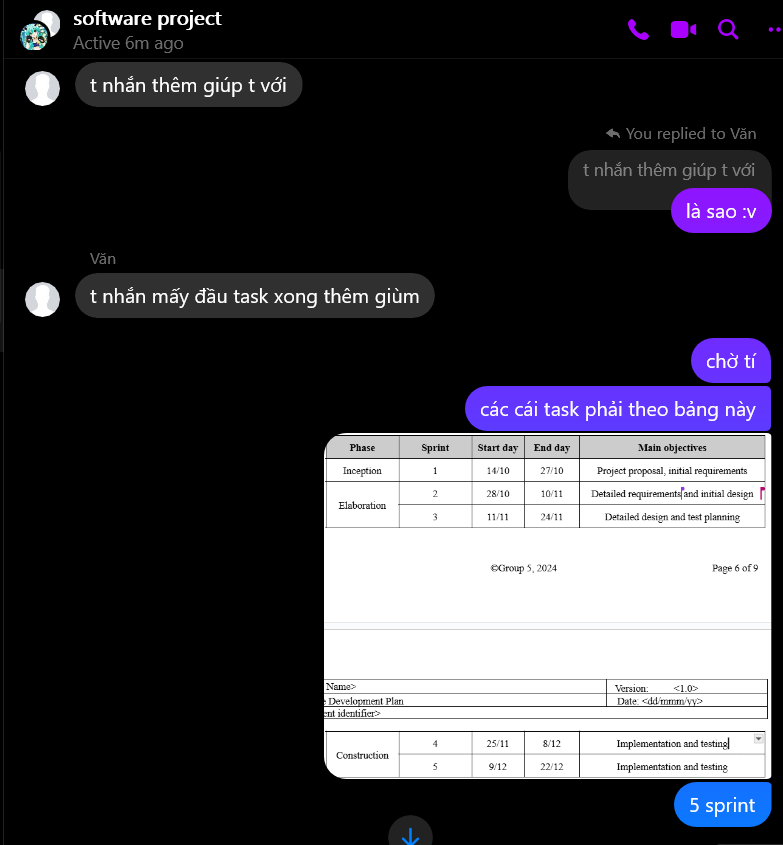 software project
Active 6m ago
t nhắn thêm giúp t với
You replied to Văn
t nhắn thêm giúp t với
là sao :v
Văn
t nhắn mấy đầu task xong thêm giùm
chờ tí
các cái task phải theo bảng này
Phase Sprint Start day End day Main objectives
Inception 1 14/10 27/10 Project proposal, initial requirements
Elaboration 2 28/10 10/11 Detailed requirements and initial design
3 11/11 24/11 Detailed design and test planning
©Group 5, 2024 Page 6 of 9
Name> Version: <1.0>
e Development Plan Date: <dd/mmm/yy>
ent identifier>
Construction 4 25/11 8/12 Implementation and testing
5 9/12 22/12 Implementation and testing
5 sprint